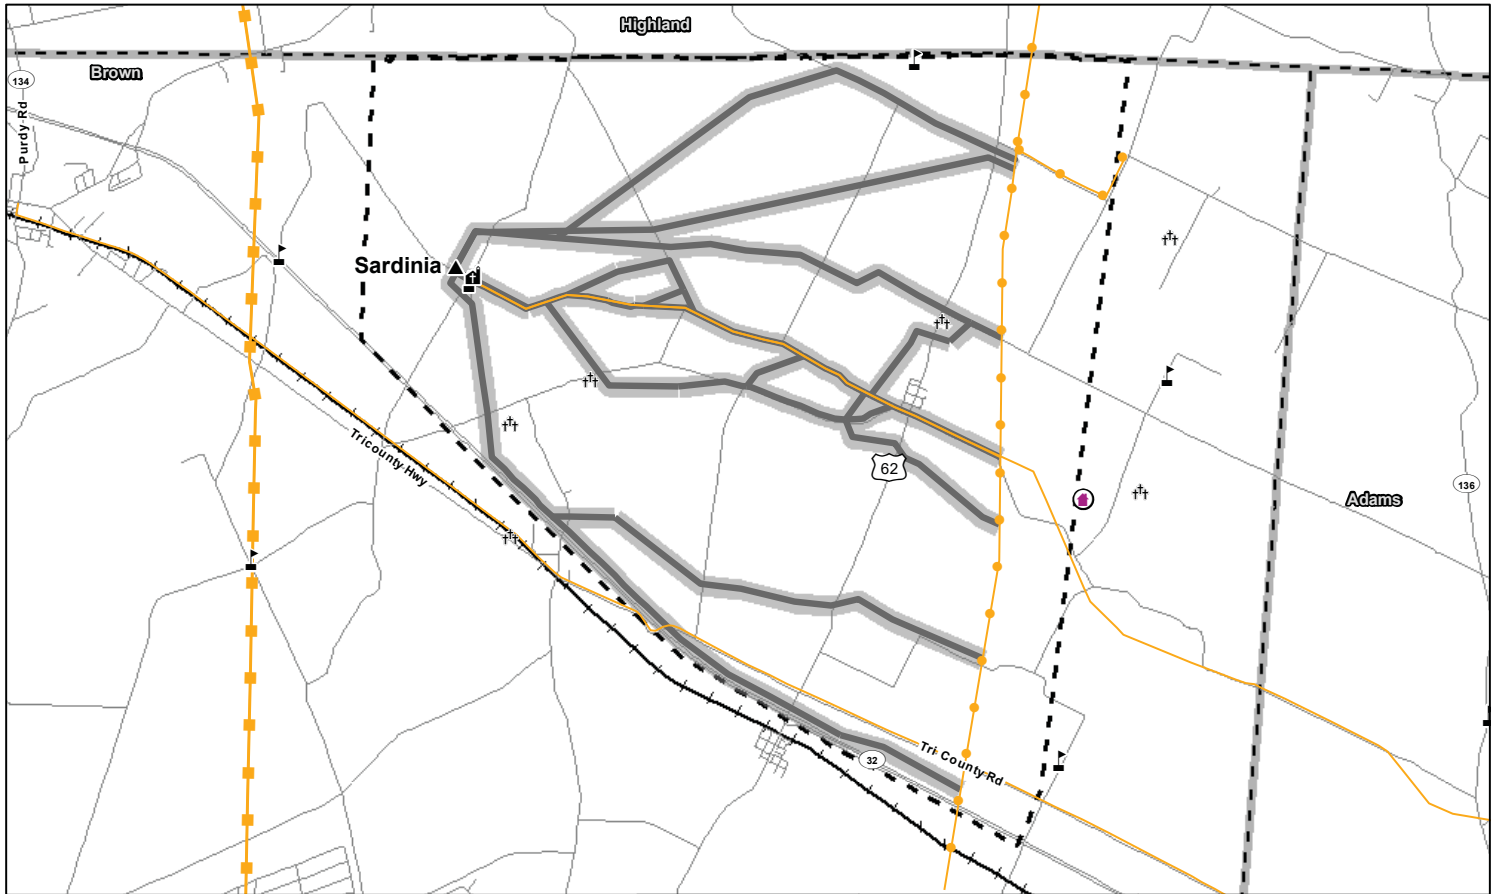 Highland
Brown
134
Purdy Rd
Sardinia
Tricounty Hwy
62
136
Adams
Tri County Rd
32